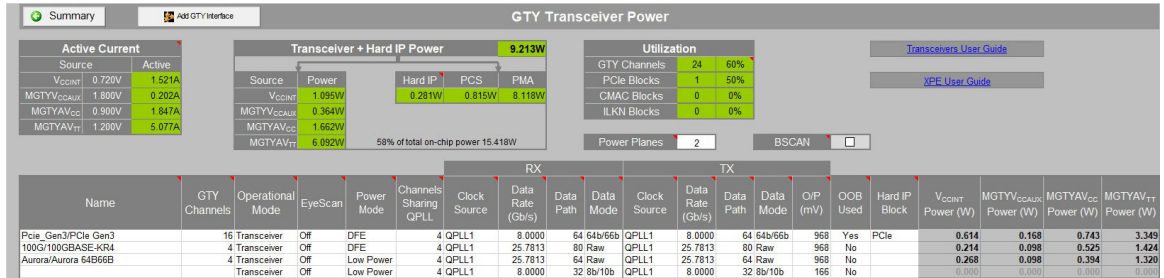 Summary
Add GTY Interface
GTY Transceiver Power
Active Current
Source Active
VCCINT 0.720V 1.521A
MGTYVCCAUX 1.800V 0.202A
MGTYAVCC 0.900V 1.847A
MGTYAVTT 1.200V 5.077A
Transceiver + Hard IP Power 9.213W
Source Power Hard IP PCS PMA
VCCINT 1.095W 0.281W 0.815W 8.118W
MGTYVCCAUX 0.364W
MGTYAVCC 1.662W
MGTYAVTT 6.092W 58% of total on-chip power 15.418W
Utilization
GTY Channels 24 60%
PCIe Blocks 1 50%
CMAC Blocks 0 0%
ILKN Blocks 0 0%
Power Planes 2 BSCAN
Transceivers User Guide
XPE User Guide
RX TX
Name GTY Channels Operational Mode EyeScan Power Mode Channels Sharing QPLL Clock Source Data Rate (Gb/s) Data Path Data Mode Clock Source Data Rate (Gb/s) Data Path Data Mode O/P (mV) OOB Used Hard IP Block VCCINT Power (W) MGTYVCCAUX Power (W) MGTYAVCC Power (W) MGTYAVTT Power (W)
Pcie_Gen3/PCIe Gen3 16 Transceiver Off DFE 4 QPLL1 8.0000 64 64b/66b QPLL1 8.0000 64 64b/66b 968 Yes PCIe 0.614 0.168 0.743 3.349
100G/100GBASE-KR4 4 Transceiver Off DFE 4 QPLL1 25.7813 80 Raw QPLL1 25.7813 80 Raw 968 No 0.214 0.098 0.525 1.424
Aurora/Aurora 64B66B 4 Transceiver Off Low Power 4 QPLL1 25.7813 64 Raw QPLL1 25.7813 64 Raw 968 No 0.268 0.098 0.394 1.320
Transceiver Off Low Power 4 QPLL1 8.0000 32 8b/10b QPLL1 8.0000 32 8b/10b 166 No 0.000 0.000 0.000 0.000